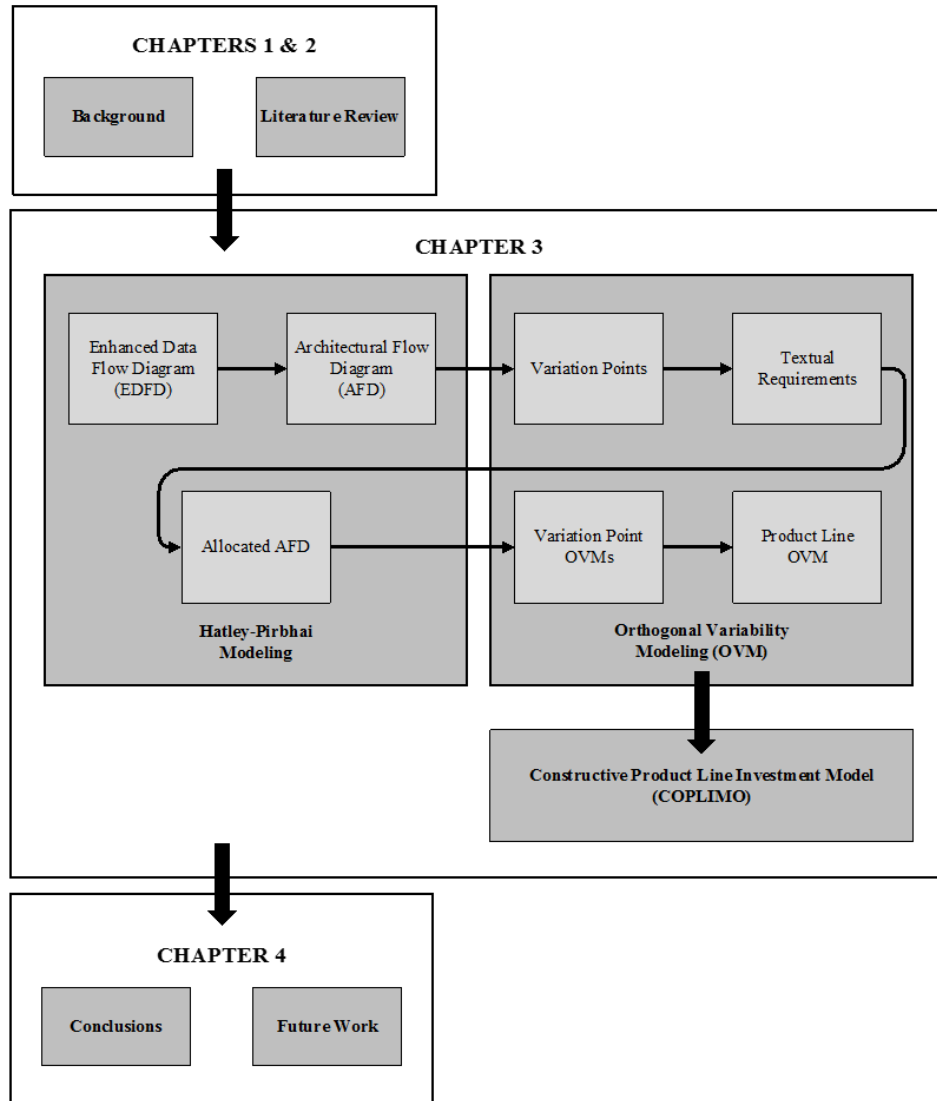 CHAPTERS 1 & 2
Background
Literature Review
CHAPTER 3
Enhanced Data
Flow Diagram
(EDFD)
Architectural Flow
Diagram
(AFD)
Variation Points
Textual
Requirements
Allocated AFD
Variation Point
OVMs
Product Line
OVM
Hatley-Pirbhai
Modeling
Orthogonal Variability
Modeling (OVM)
Constructive Product Line Investment Model
(COPLIMO)
CHAPTER 4
Conclusions
Future Work